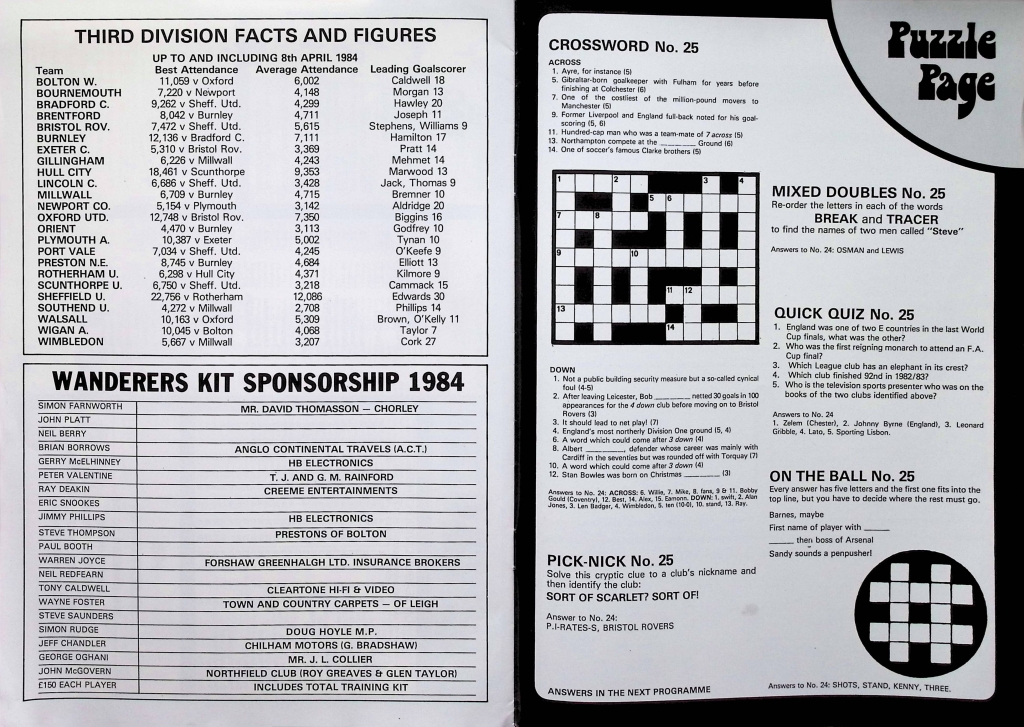 THIRD DIVISION FACTS AND FIGURES
UP TO AND INCLUDING 8th APRIL 1984
Team Best Attendance Average Attendance Leading Goalscorer
BOLTON W. 11,059 v Oxford 6,002 Caldwell 18
BOURNEMOUTH 7,220 v Newport 4,148 Morgan 13
BRADFORD C. 9,262 v Sheff. Utd. 4,299 Hawley 20
BRENTFORD 8,042 v Burnley 4,711 Joseph 11
BRISTOL ROV. 7,472 v Sheff. Utd. 5,615 Stephens, Williams 9
BURNLEY 12,136 v Bradford C. 7,111 Hamilton 17
EXETER C. 5,310 v Bristol Rov. 3,369 Pratt 14
GILLINGHAM 6,226 v Millwall 4,243 Mehmet 14
HULL CITY 18,461 v Scunthorpe 9,353 Marwood 13
LINCOLN C. 6,686 v Sheff. Utd. 3,428 Jack, Thomas 9
MILLWALL 6,709 v Burnley 4,715 Bremner 10
NEWPORT CO. 5,154 v Plymouth 3,142 Aldridge 20
OXFORD UTD. 12,748 v Bristol Rov. 7,350 Biggins 16
ORIENT 4,470 v Burnley 3,113 Godfrey 10
PLYMOUTH A. 10,387 v Exeter 5,002 Tynan 10
PORT VALE 7,034 v Sheff. Utd. 4,245 O'Keefe 9
PRESTON N.E. 8,745 v Burnley 4,684 Elliott 13
ROTHERHAM U. 6,298 v Hull City 4,371 Kilmore 9
SCUNTHORPE U. 6,750 v Sheff. Utd. 3,218 Cammack 15
SHEFFIELD U. 22,756 v Rotherham 12,086 Edwards 30
SOUTHEND U. 4,272 v Millwall 2,708 Phillips 14
WALSALL 10,163 v Oxford 5,309 Brown, O'Kelly 11
WIGAN A. 10,045 v Bolton 4,068 Taylor 7
WIMBLEDON 5,667 v Millwall 3,207 Cork 27
WANDERERS KIT SPONSORSHIP 1984
SIMON FARNWORTH MR. DAVID THOMASSON — CHORLEY
JOHN PLATT
NEIL BERRY
BRIAN BORROWS ANGLO CONTINENTAL TRAVELS (A.C.T.)
GERRY McELHINNEY HB ELECTRONICS
PETER VALENTINE T. J. AND G. M. RAINFORD
RAY DEAKIN CREEME ENTERTAINMENTS
ERIC SNOOKES
JIMMY PHILLIPS HB ELECTRONICS
STEVE THOMPSON PRESTONS OF BOLTON
PAUL BOOTH
WARREN JOYCE FORSHAW GREENHALGH LTD. INSURANCE BROKERS
NEIL REDFEARN
TONY CALDWELL CLEARTONE HI-FI & VIDEO
WAYNE FOSTER TOWN AND COUNTRY CARPETS — OF LEIGH
STEVE SAUNDERS
SIMON RUDGE DOUG HOYLE M.P.
JEFF CHANDLER CHILHAM MOTORS (G. BRADSHAW)
GEORGE OGHANI MR. J. L. COLLIER
JOHN McGOVERN NORTHFIELD CLUB (ROY GREAVES & GLEN TAYLOR)
£150 EACH PLAYER INCLUDES TOTAL TRAINING KIT
Puzzle
Page
CROSSWORD No. 25
ACROSS
1. Ayre, for instance (5)
5. Gibraltar-born goalkeeper with Fulham for years before
finishing at Colchester (6)
7. One of the costliest of the million-pound movers to
Manchester (5)
9. Former Liverpool and England full-back noted for his goal-
scoring (5, 6)
11. Hundred-cap man who was a team-mate of 7 across (5)
13. Northampton compete at the ________ Ground (6)
14. One of soccer's famous Clarke brothers (5)
1 2 3 4
5 6
7 8
9 10
11 12
13
14
DOWN
1. Not a public building security measure but a so-called cynical
foul (4-5)
2. After leaving Leicester, Bob ________ netted 30 goals in 100
appearances for the 4 down club before moving on to Bristol
Rovers (3)
3. It should lead to net play! (7)
4. England's most northerly Division One ground (5, 4)
6. A word which could come after 3 down (4)
8. Albert ________, defender whose career was mainly with
Cardiff in the seventies but was rounded off with Torquay (7)
10. A word which could come after 3 down (4)
12. Stan Bowles was born on Christmas ________ (3)
Answers to No. 24: ACROSS: 6. Willie, 7. Mike, 8. fans, 9 & 11. Bobby
Gould (Coventry), 12. Best, 14. Alex, 15. Eamonn. DOWN: 1. swift, 2. Alan
Jones, 3. Len Badger, 4. Wimbledon, 5. ten (10-0), 10. stand, 13. Ray.
PICK-NICK No. 25
Solve this cryptic clue to a club's nickname and
then identify the club:
SORT OF SCARLET? SORT OF!
Answer to No. 24:
P.I-RATES-S, BRISTOL ROVERS
ANSWERS IN THE NEXT PROGRAMME
MIXED DOUBLES No. 25
Re-order the letters in each of the words
BREAK and TRACER
to find the names of two men called "Steve"
Answers to No. 24: OSMAN and LEWIS
QUICK QUIZ No. 25
1. England was one of two E countries in the last World
Cup finals, what was the other?
2. Who was the first reigning monarch to attend an F.A.
Cup final?
3. Which League club has an elephant in its crest?
4. Which club finished 92nd in 1982/83?
5. Who is the television sports presenter who was on the
books of the two clubs identified above?
Answers to No. 24
1. Zelem (Chester), 2. Johnny Byrne (England), 3. Leonard
Gribble, 4. Lato, 5. Sporting Lisbon.
ON THE BALL No. 25
Every answer has five letters and the first one fits into the
top line, but you have to decide where the rest must go.
Barnes, maybe
First name of player with _____
_____ then boss of Arsenal
Sandy sounds a penpusher!
Answers to No. 24: SHOTS, STAND, KENNY, THREE.